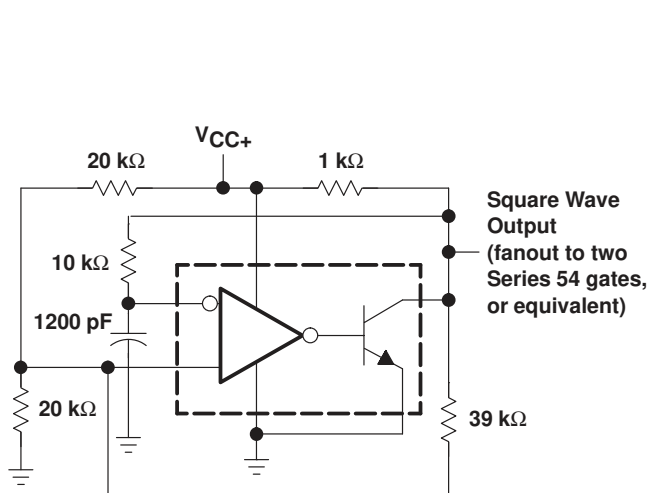 VCC+
20 kΩ
1 kΩ
Square Wave
Output
(fanout to two
Series 54 gates,
or equivalent)
10 kΩ
1200 pF
20 kΩ
39 kΩ